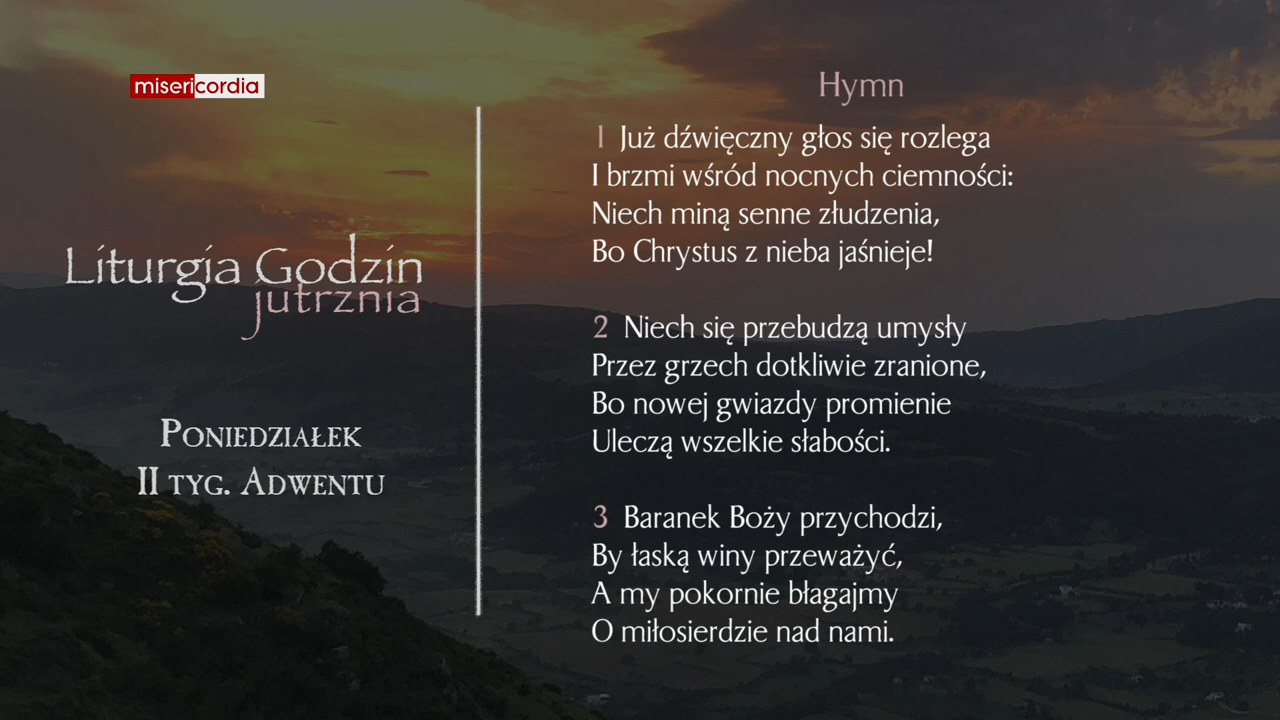 misericordia
Liturgia Godzin
jutrznia
Poniedziałek
II tyg. Adwentu
Hymn
1 Już dźwięczny głos się rozlega
I brzmi wśród nocnych ciemności:
Niech miną senne złudzenia,
Bo Chrystus z nieba jaśnieje!
2 Niech się przebudzą umysły
Przez grzech dotkliwie zranione,
Bo nowej gwiazdy promienie
Uleczą wszelkie słabości.
3 Baranek Boży przychodzi,
By łaską winy przeważyć,
A my pokornie błagajmy
O miłosierdzie nad nami.